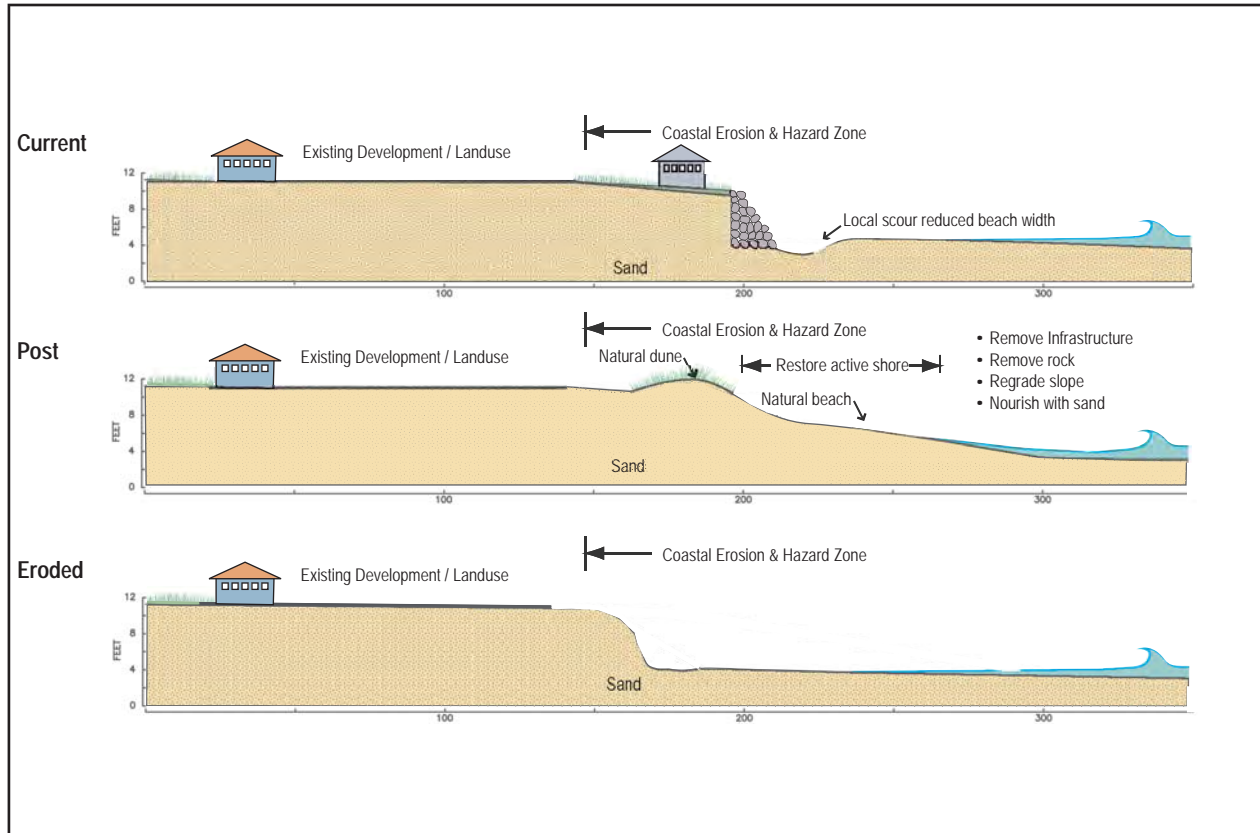 Current
Existing Development / Landuse
Coastal Erosion & Hazard Zone
Local scour reduced beach width
FEET
12
8
4
0
Sand
100
200
300
Post
Existing Development / Landuse
Coastal Erosion & Hazard Zone
Natural dune
Restore active shore
Natural beach
• Remove Infrastructure
• Remove rock
• Regrade slope
• Nourish with sand
FEET
12
8
4
0
Sand
100
200
300
Eroded
Existing Development / Landuse
Coastal Erosion & Hazard Zone
FEET
12
8
4
0
Sand
100
200
300